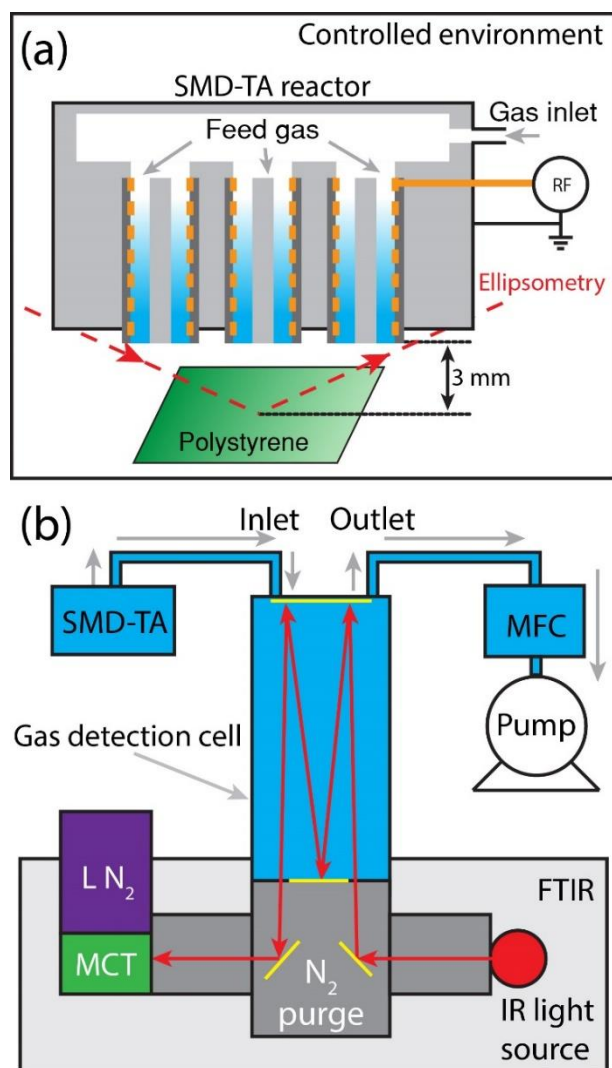 (a)
Controlled environment
SMD-TA reactor
Feed gas
Gas inlet
RF
Ellipsometry
3 mm
Polystyrene
(b)
Inlet
Outlet
SMD-TA
MFC
Pump
Gas detection cell
L N₂
FTIR
MCT
N₂
purge
IR light
source